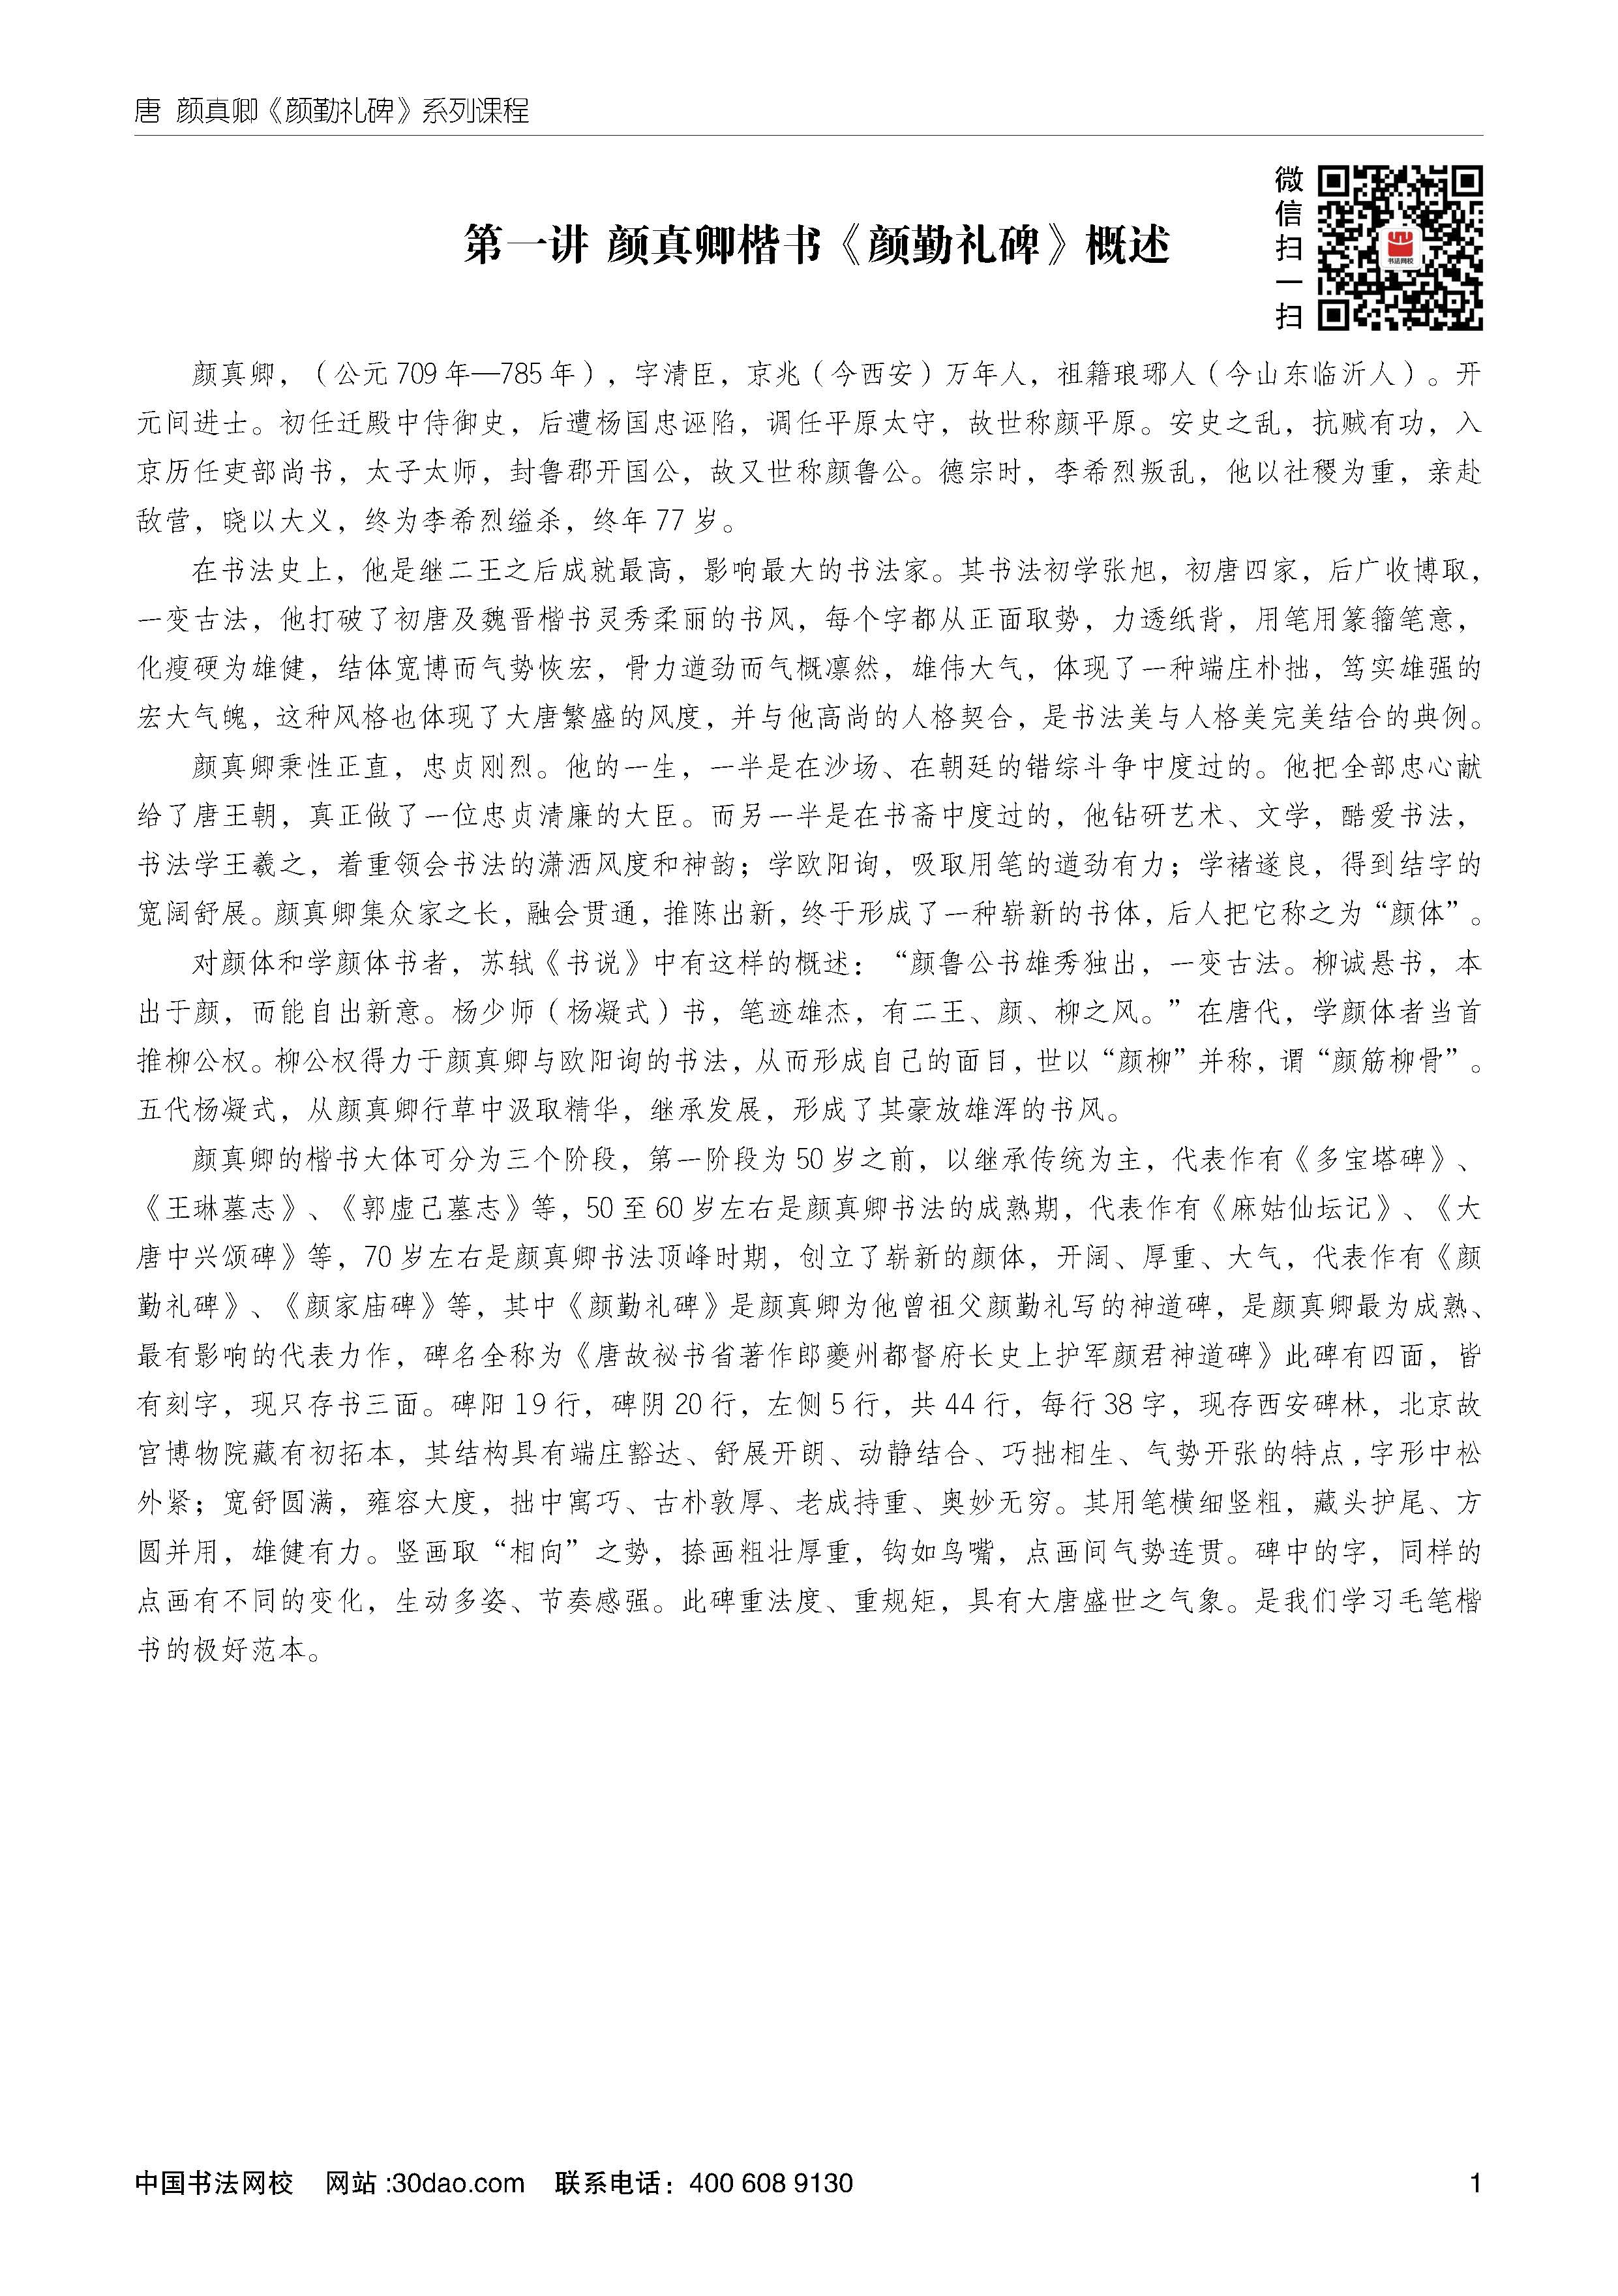 唐 颜真卿《颜勤礼碑》系列课程
微信扫一扫
书法网校
第一讲 颜真卿楷书《颜勤礼碑》概述
颜真卿，（公元 709 年—785 年），字清臣，京兆（今西安）万年人，祖籍琅琊人（今山东临沂人）。开
元间进士。初任迁殿中侍御史，后遭杨国忠诬陷，调任平原太守，故世称颜平原。安史之乱，抗贼有功，入
京历任吏部尚书，太子太师，封鲁郡开国公，故又世称颜鲁公。德宗时，李希烈叛乱，他以社稷为重，亲赴
敌营，晓以大义，终为李希烈缢杀，终年 77 岁。
在书法史上，他是继二王之后成就最高，影响最大的书法家。其书法初学张旭，初唐四家，后广收博取，
一变古法，他打破了初唐及魏晋楷书灵秀柔丽的书风，每个字都从正面取势，力透纸背，用笔用篆籀笔意，
化瘦硬为雄健，结体宽博而气势恢宏，骨力遒劲而气概凛然，雄伟大气，体现了一种端庄朴拙，笃实雄强的
宏大气魄，这种风格也体现了大唐繁盛的风度，并与他高尚的人格契合，是书法美与人格美完美结合的典例。
颜真卿秉性正直，忠贞刚烈。他的一生，一半是在沙场、在朝廷的错综斗争中度过的。他把全部忠心献
给了唐王朝，真正做了一位忠贞清廉的大臣。而另一半是在书斋中度过的，他钻研艺术、文学，酷爱书法，
书法学王羲之，着重领会书法的潇洒风度和神韵；学欧阳询，吸取用笔的遒劲有力；学褚遂良，得到结字的
宽阔舒展。颜真卿集众家之长，融会贯通，推陈出新，终于形成了一种崭新的书体，后人把它称之为“颜体”。
对颜体和学颜体书者，苏轼《书说》中有这样的概述：“颜鲁公书雄秀独出，一变古法。柳诚悬书，本
出于颜，而能自出新意。杨少师（杨凝式）书，笔迹雄杰，有二王、颜、柳之风。”在唐代，学颜体者当首
推柳公权。柳公权得力于颜真卿与欧阳询的书法，从而形成自己的面目，世以“颜柳”并称，谓“颜筋柳骨”。
五代杨凝式，从颜真卿行草中汲取精华，继承发展，形成了其豪放雄浑的书风。
颜真卿的楷书大体可分为三个阶段，第一阶段为 50 岁之前，以继承传统为主，代表作有《多宝塔碑》、
《王琳墓志》、《郭虚己墓志》等，50 至 60 岁左右是颜真卿书法的成熟期，代表作有《麻姑仙坛记》、《大
唐中兴颂碑》等，70 岁左右是颜真卿书法顶峰时期，创立了崭新的颜体，开阔、厚重、大气，代表作有《颜
勤礼碑》、《颜家庙碑》等，其中《颜勤礼碑》是颜真卿为他曾祖父颜勤礼写的神道碑，是颜真卿最为成熟、
最有影响的代表力作，碑名全称为《唐故祕书省著作郎夔州都督府长史上护军颜君神道碑》此碑有四面，皆
有刻字，现只存书三面。碑阳 19 行，碑阴 20 行，左侧 5 行，共 44 行，每行 38 字，现存西安碑林，北京故
宫博物院藏有初拓本，其结构具有端庄豁达、舒展开朗、动静结合、巧拙相生、气势开张的特点 ,字形中松
外紧；宽舒圆满，雍容大度，拙中寓巧、古朴敦厚、老成持重、奥妙无穷。其用笔横细竖粗，藏头护尾、方
圆并用，雄健有力。竖画取“相向”之势，捺画粗壮厚重，钩如鸟嘴，点画间气势连贯。碑中的字，同样的
点画有不同的变化，生动多姿、节奏感强。此碑重法度、重规矩，具有大唐盛世之气象。是我们学习毛笔楷
书的极好范本。
中国书法网校 网站 :30dao.com 联系电话：400 608 9130 1